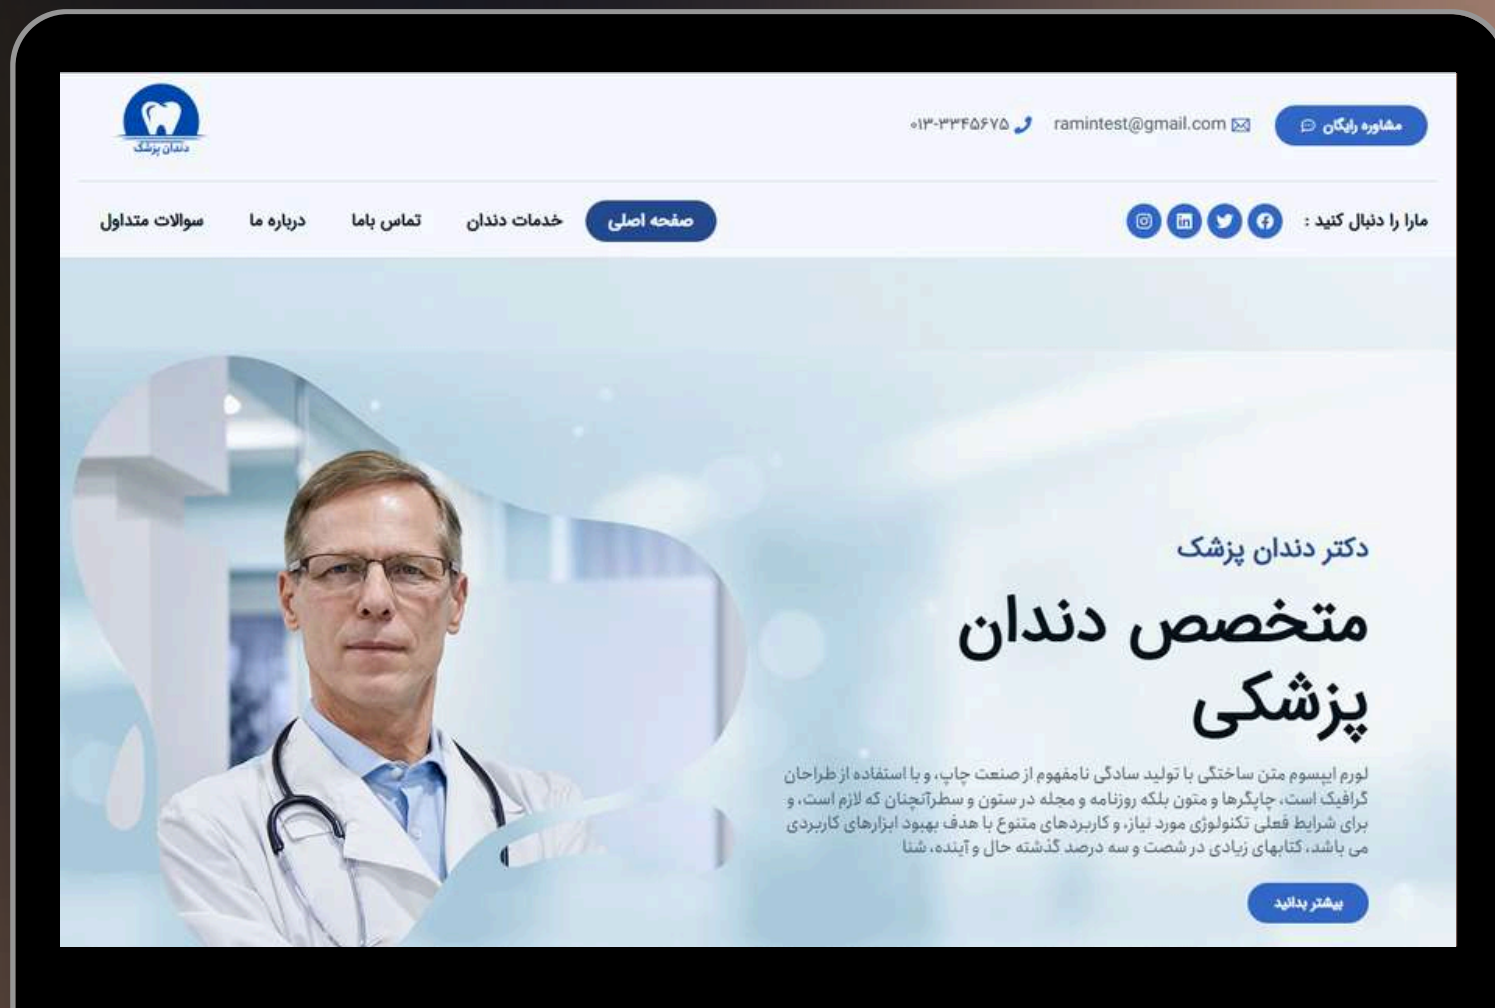 مشاوره رایگان
ramintest@gmail.com
۰۱۳-۳۳۴۵۶۷۵
دندان پزشک
مارا را دنبال کنید :
صفحه اصلی
خدمات دندان
تماس باما
درباره ما
سوالات متداول
دکتر دندان پزشک
متخصص دندان
پزشکی
لورم ایپسوم متن ساختگی با تولید سادگی نامفهوم از صنعت چاپ، و با استفاده از طراحان
گرافیک است، چاپگرها و متون بلکه روزنامه و مجله در ستون و سطرآنچنان که لازم است، و
برای شرایط فعلی تکنولوژی مورد نیاز، و کاربردهای متنوع با هدف بهبود ابزارهای کاربردی
می باشد، کتابهای زیادی در شصت و سه درصد گذشته حال و آینده، شنا
بیشتر بدانید